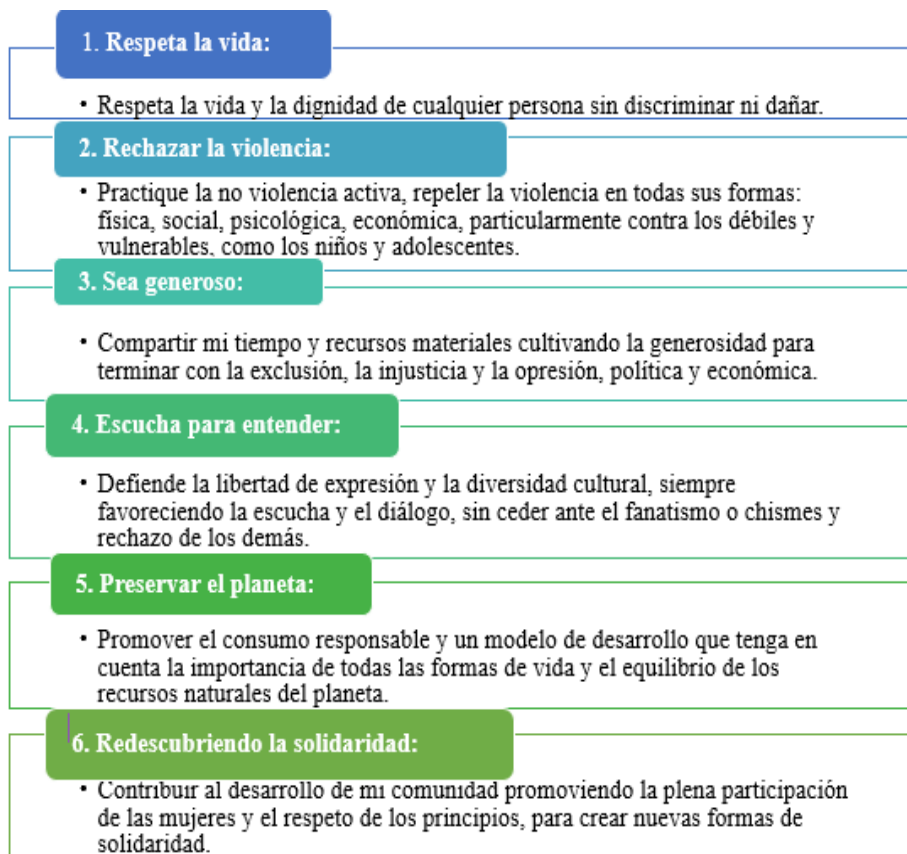 1. Respeta la vida:
• Respeta la vida y la dignidad de cualquier persona sin discriminar ni dañar.
2. Rechazar la violencia:
• Practique la no violencia activa, repeler la violencia en todas sus formas:
física, social, psicológica, económica, particularmente contra los débiles y
vulnerables, como los niños y adolescentes.
3. Sea generoso:
• Compartir mi tiempo y recursos materiales cultivando la generosidad para
terminar con la exclusión, la injusticia y la opresión, política y económica.
4. Escucha para entender:
• Defiende la libertad de expresión y la diversidad cultural, siempre
favoreciendo la escucha y el diálogo, sin ceder ante el fanatismo o chismes y
rechazo de los demás.
5. Preservar el planeta:
• Promover el consumo responsable y un modelo de desarrollo que tenga en
cuenta la importancia de todas las formas de vida y el equilibrio de los
recursos naturales del planeta.
6. Redescubriendo la solidaridad:
• Contribuir al desarrollo de mi comunidad promoviendo la plena participación
de las mujeres y el respeto de los principios, para crear nuevas formas de
solidaridad.